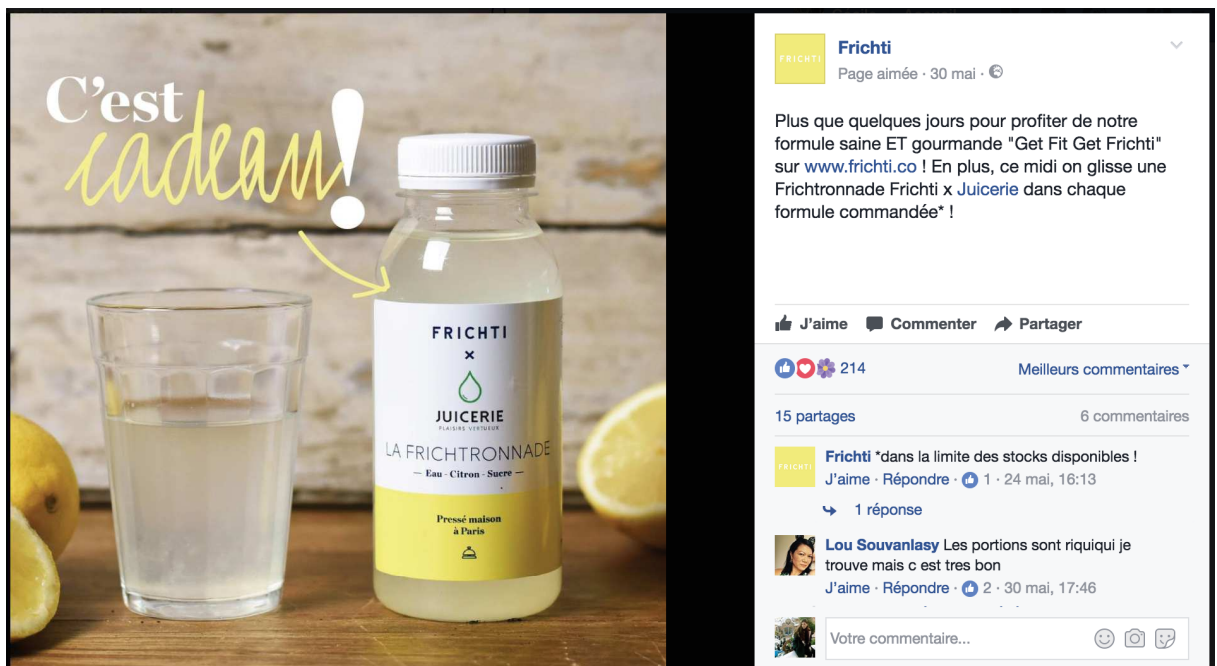 C'est
cadeau!
FRICHTI
x
JUICERIE
PLAISIRS VERTUEUX
LA FRICHTRONNADE
— Eau - Citron - Sucre —
Pressé maison
à Paris
FRICHTI
Frichti
Page aimée · 30 mai ·
Plus que quelques jours pour profiter de notre
formule saine ET gourmande "Get Fit Get Frichti"
sur www.frichti.co ! En plus, ce midi on glisse une
Frichtronnade Frichti x Juicerie dans chaque
formule commandée* !
J'aime Commenter Partager
214 Meilleurs commentaires
15 partages 6 commentaires
FRICHTI
Frichti *dans la limite des stocks disponibles !
J'aime · Répondre · 1 · 24 mai, 16:13
1 réponse
Lou Souvanlasy Les portions sont riquiqui je
trouve mais c est tres bon
J'aime · Répondre · 2 · 30 mai, 17:46
Votre commentaire...